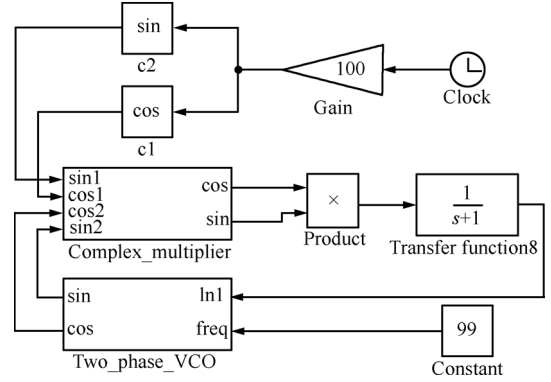 sin
c2
100
Gain
Clock
cos
c1
sin1
cos1
cos2
sin2
cos
sin
Complex_multiplier
×
Product
1
s+1
Transfer function8
sin
cos
ln1
freq
Two_phase_VCO
99
Constant